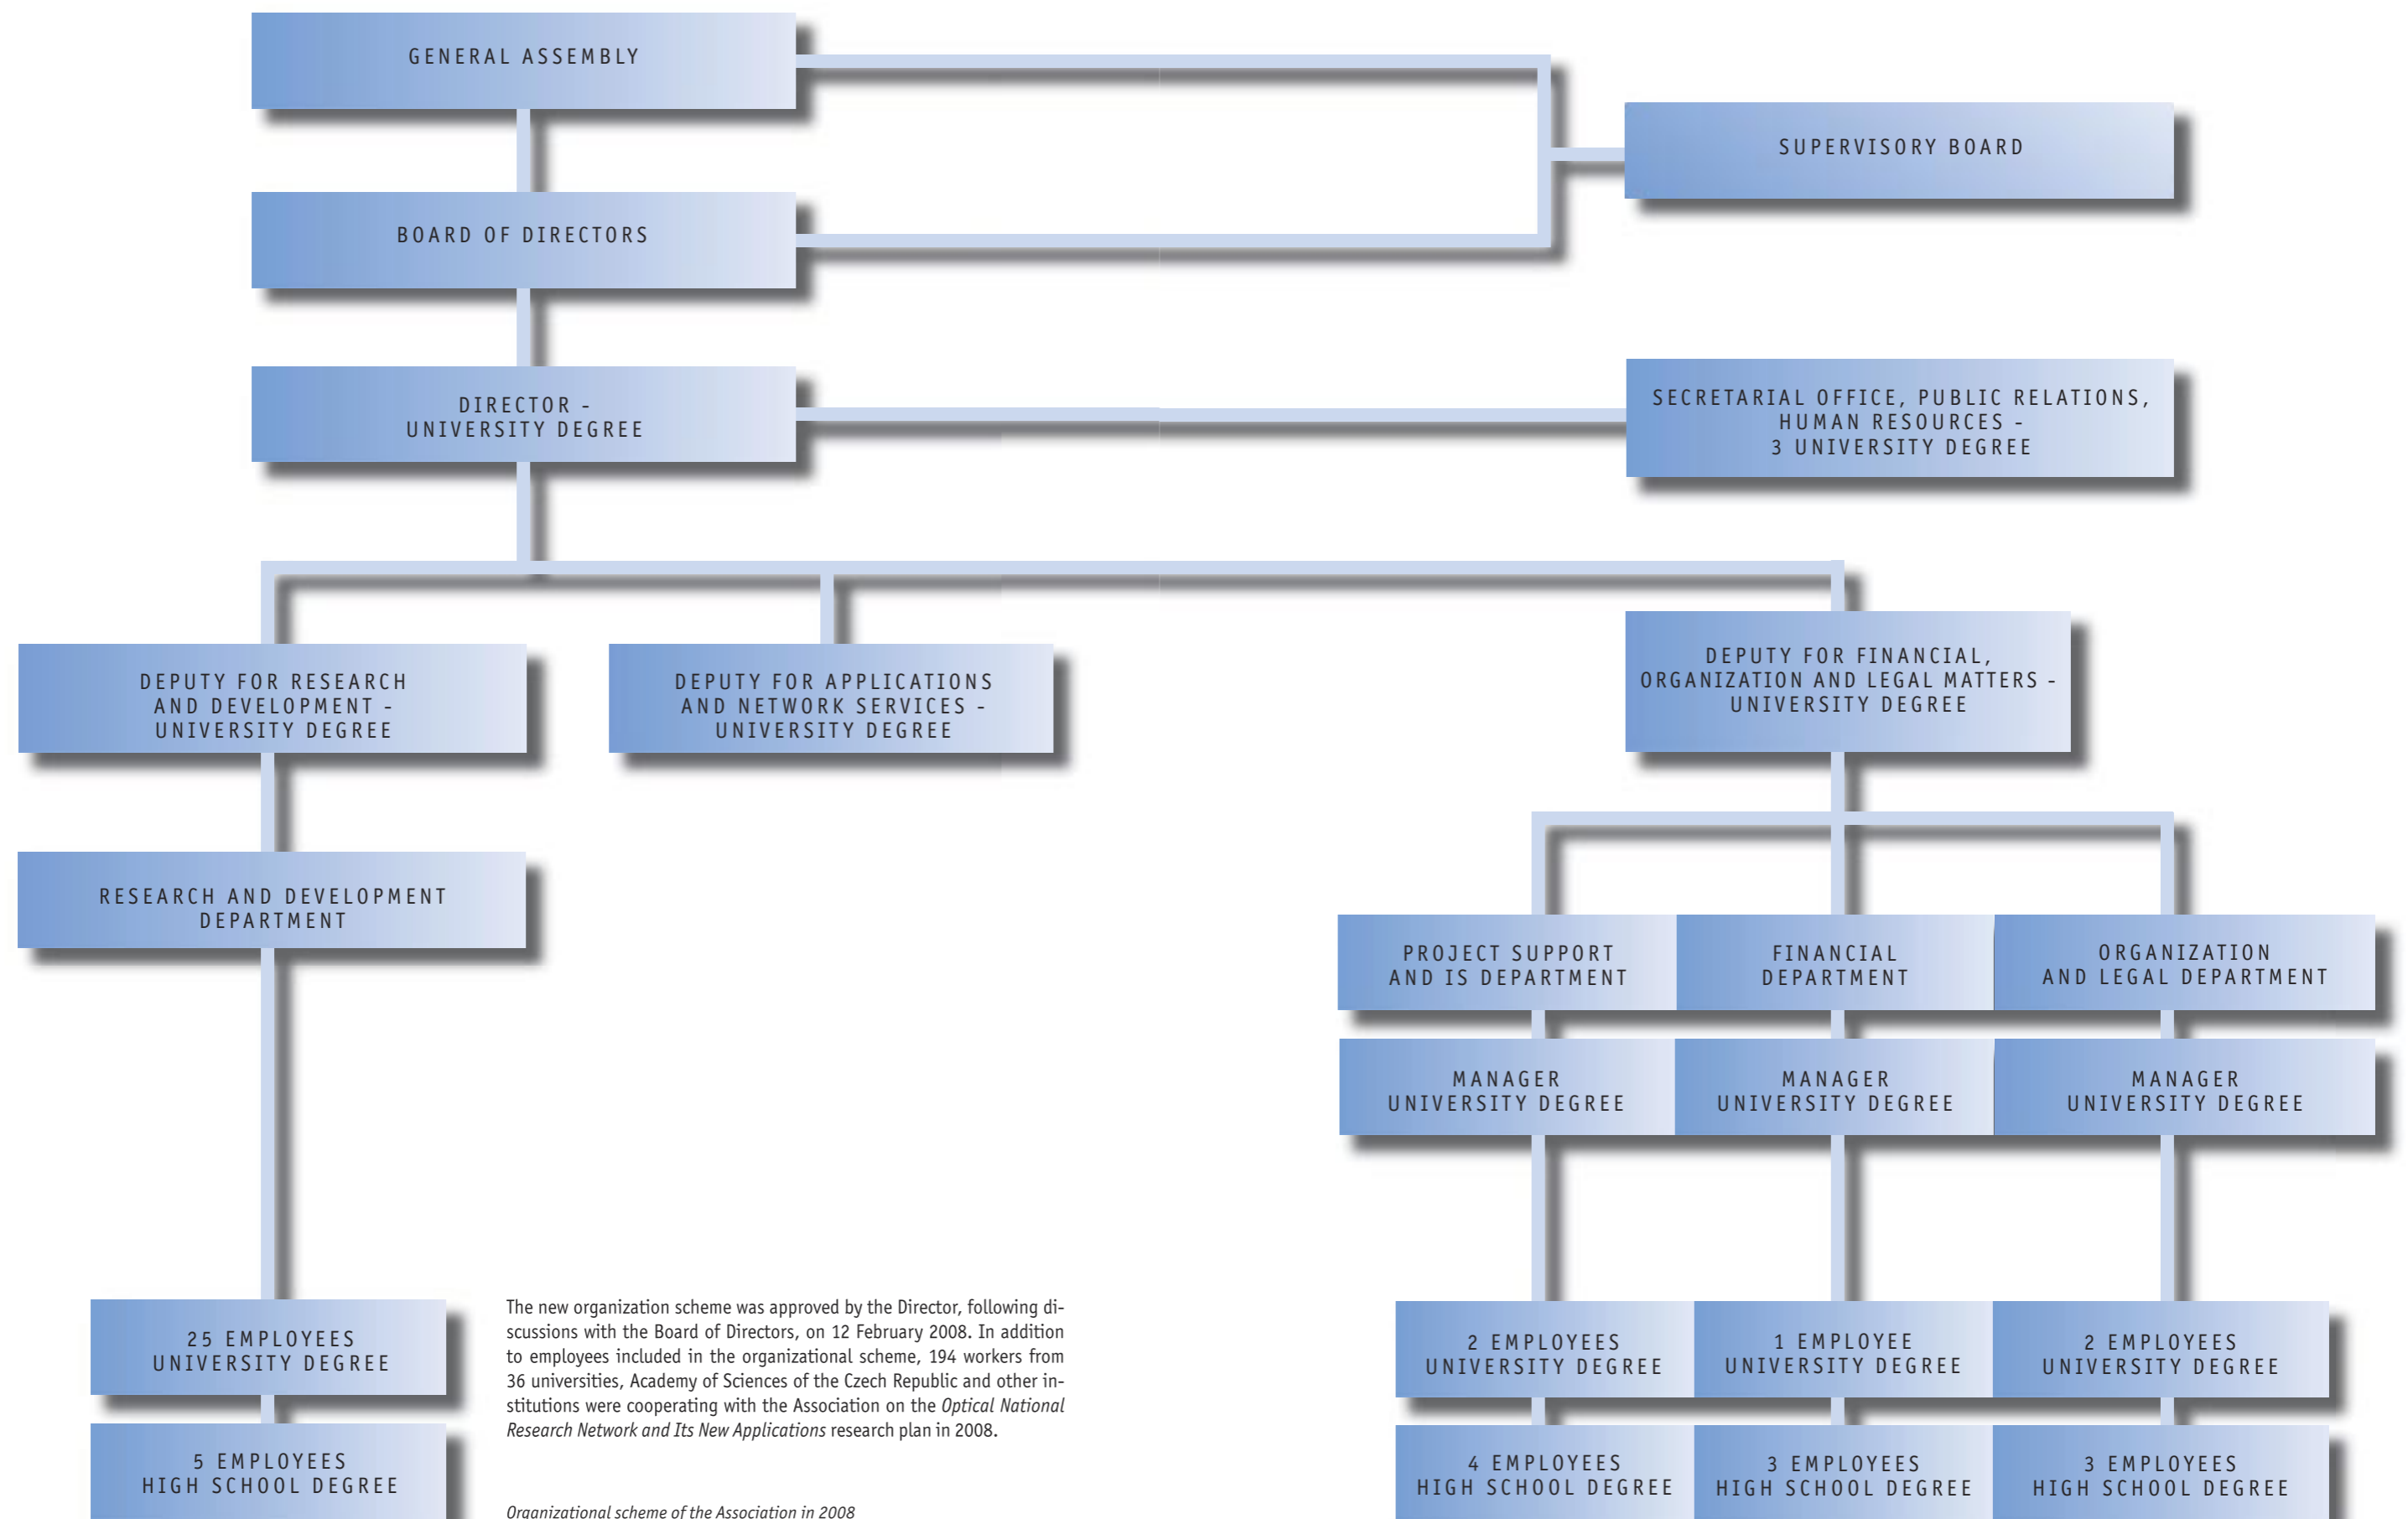 GENERAL ASSEMBLY
SUPERVISORY BOARD
BOARD OF DIRECTORS
DIRECTOR -
UNIVERSITY DEGREE
SECRETARIAL OFFICE, PUBLIC RELATIONS,
HUMAN RESOURCES -
3 UNIVERSITY DEGREE
DEPUTY FOR RESEARCH
AND DEVELOPMENT -
UNIVERSITY DEGREE
DEPUTY FOR APPLICATIONS
AND NETWORK SERVICES -
UNIVERSITY DEGREE
DEPUTY FOR FINANCIAL,
ORGANIZATION AND LEGAL MATTERS -
UNIVERSITY DEGREE
RESEARCH AND DEVELOPMENT
DEPARTMENT
PROJECT SUPPORT
AND IS DEPARTMENT
FINANCIAL
DEPARTMENT
ORGANIZATION
AND LEGAL DEPARTMENT
MANAGER
UNIVERSITY DEGREE
MANAGER
UNIVERSITY DEGREE
MANAGER
UNIVERSITY DEGREE
25 EMPLOYEES
UNIVERSITY DEGREE
5 EMPLOYEES
HIGH SCHOOL DEGREE
The new organization scheme was approved by the Director, following di-
scussions with the Board of Directors, on 12 February 2008. In addition
to employees included in the organizational scheme, 194 workers from
36 universities, Academy of Sciences of the Czech Republic and other in-
stitutions were cooperating with the Association on the Optical National
Research Network and Its New Applications research plan in 2008.
Organizational scheme of the Association in 2008
2 EMPLOYEES
UNIVERSITY DEGREE
1 EMPLOYEE
UNIVERSITY DEGREE
2 EMPLOYEES
UNIVERSITY DEGREE
4 EMPLOYEES
HIGH SCHOOL DEGREE
3 EMPLOYEES
HIGH SCHOOL DEGREE
3 EMPLOYEES
HIGH SCHOOL DEGREE